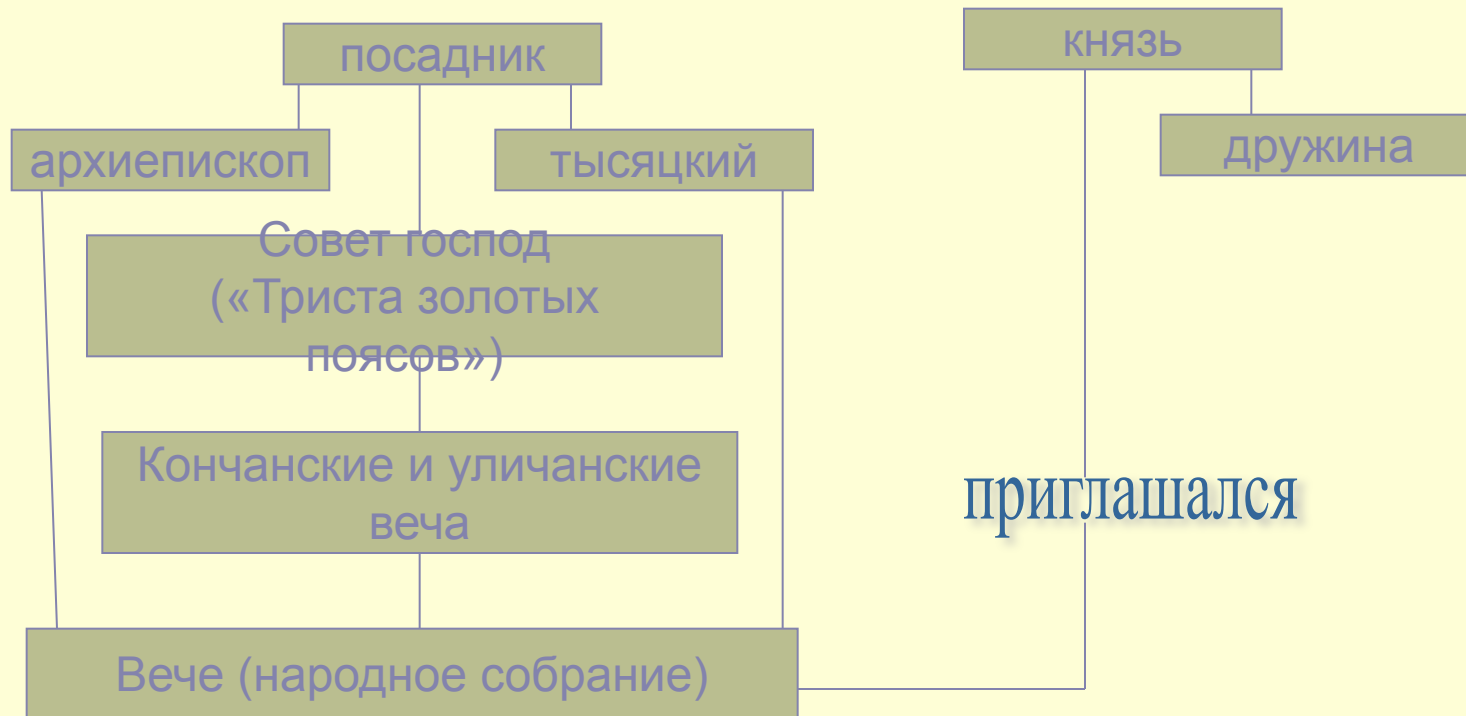 посадник
князь
архиепископ
тысяцкий
дружина
Совет господ
(«Триста золотых
поясов»)
Кончанские и уличанские
веча
приглашался
Вече (народное собрание)